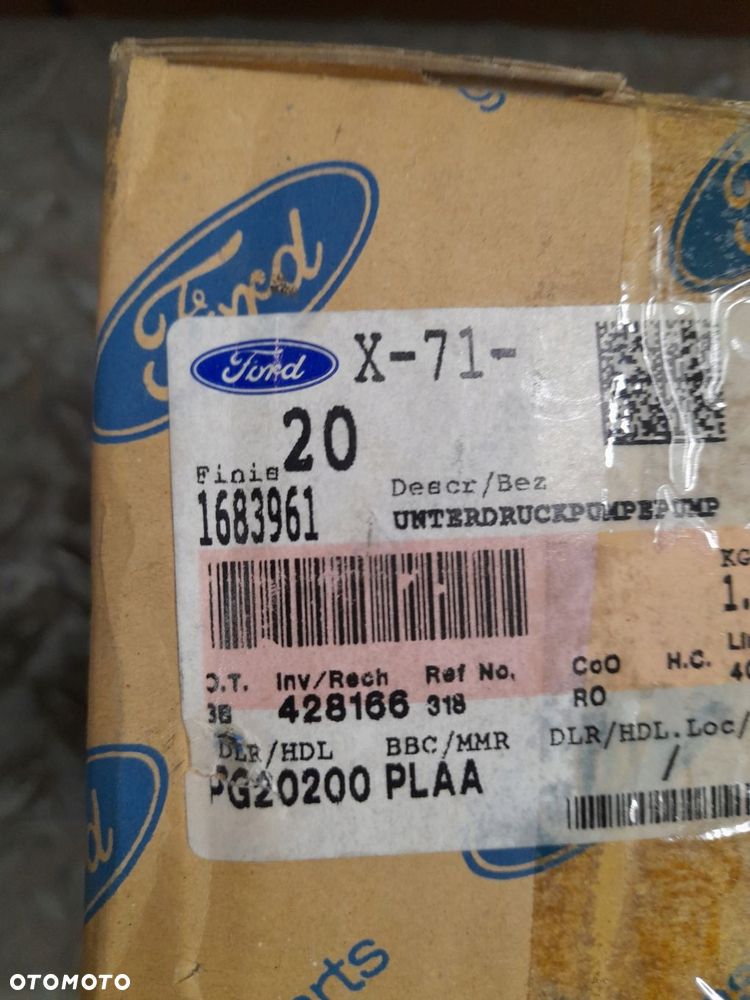 Ford
Ford X-71-
20
Finis
1683961
Descr/Bez
UNTERDRUCKPUMPEPUMP
KG
1.
O.T. Inv/Rech Ref No. CoO H.C.
428166 318 RO 40
DLR/HDL BBC/MMR DLR/HDL.Loc/
PG20200 PLAA /
OTOMOTO